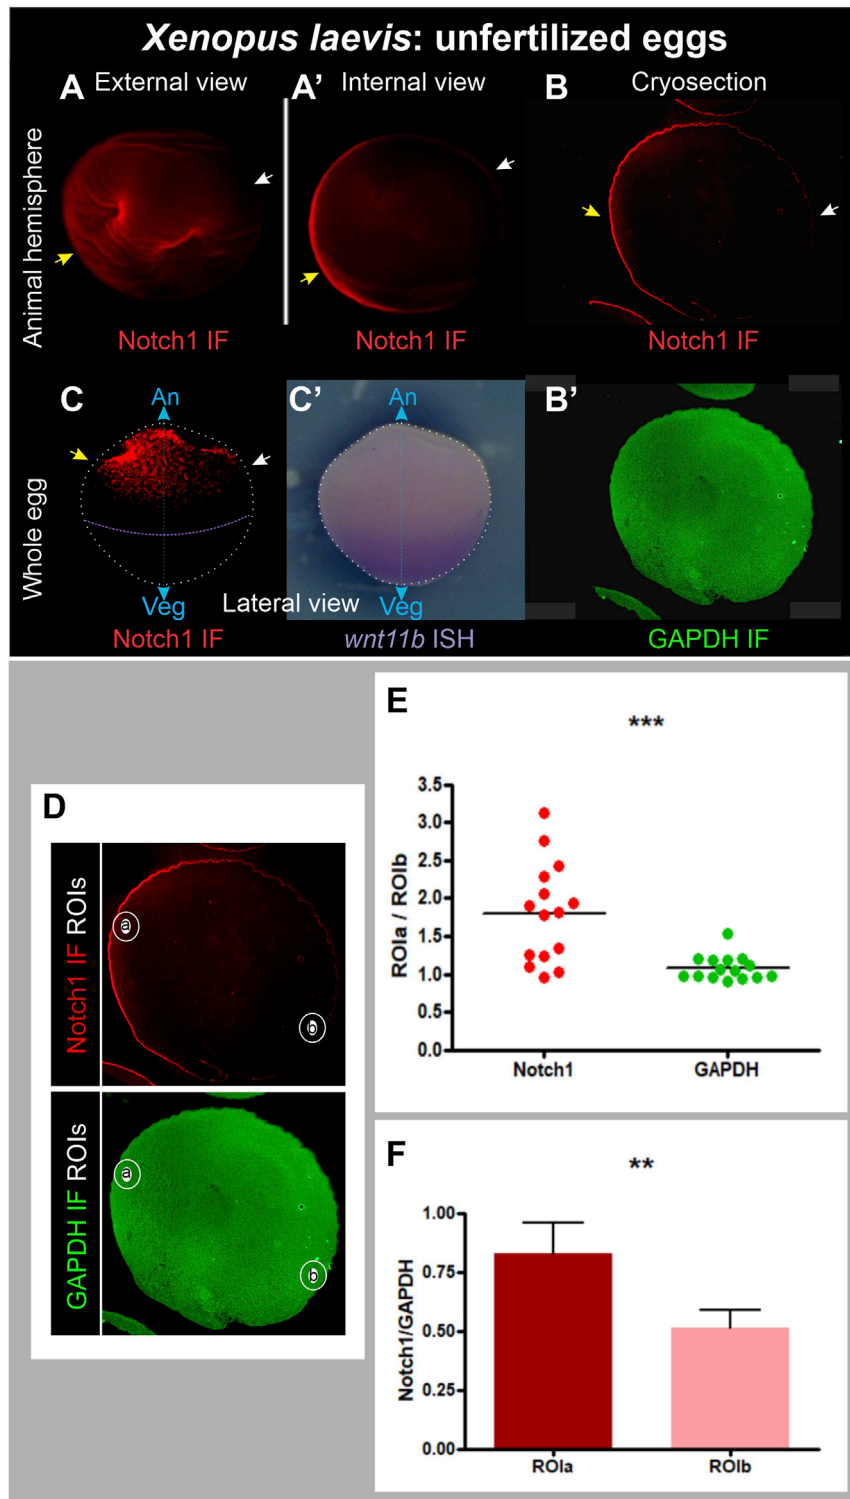 Xenopus laevis: unfertilized eggs
A External view A' Internal view B Cryosection
Animal hemisphere
Notch1 IF Notch1 IF Notch1 IF
C An C' An B'
Whole egg
Veg Lateral view Veg
Notch1 IF wnt11b ISH GAPDH IF
D
Notch1 IF ROIs
a
b
GAPDH IF ROIs
a
b
E
***
ROIa / ROIb
3.5
3.0
2.5
2.0
1.5
1.0
0.5
0.0
Notch1 GAPDH
F
**
Notch1/GAPDH
1.00
0.75
0.50
0.25
0.00
ROIa ROIb